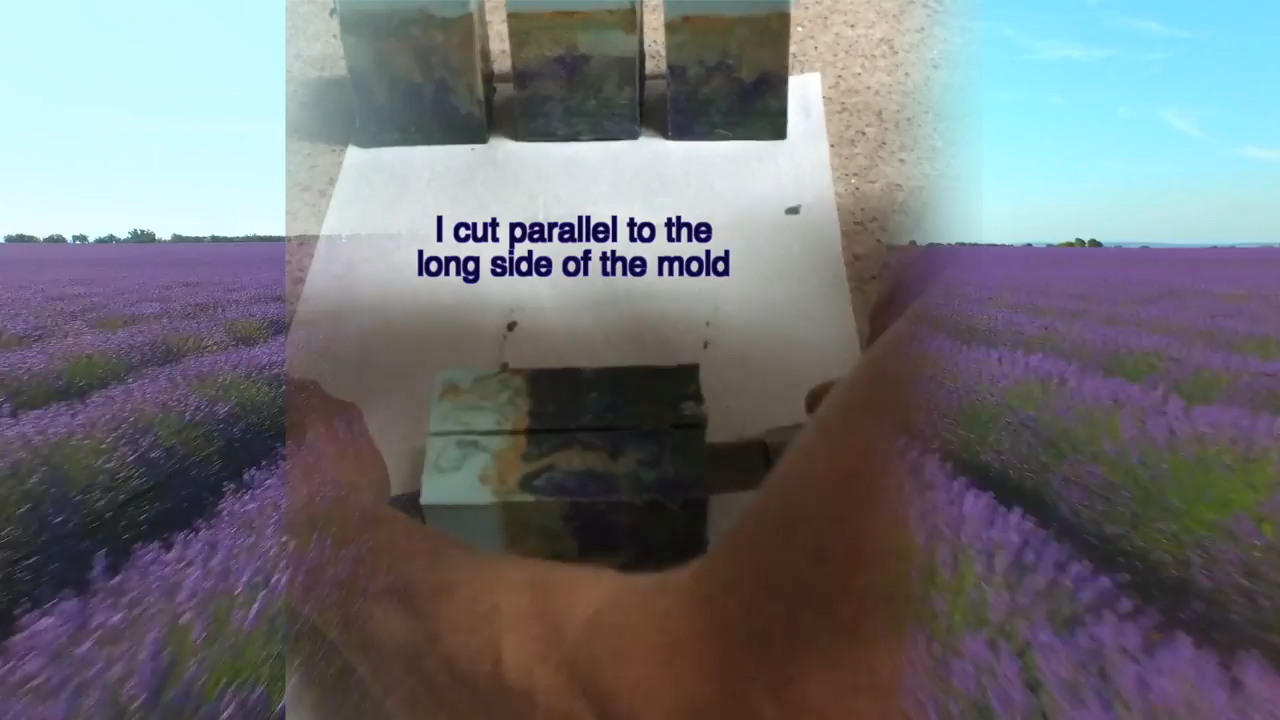 I cut parallel to the
long side of the mold